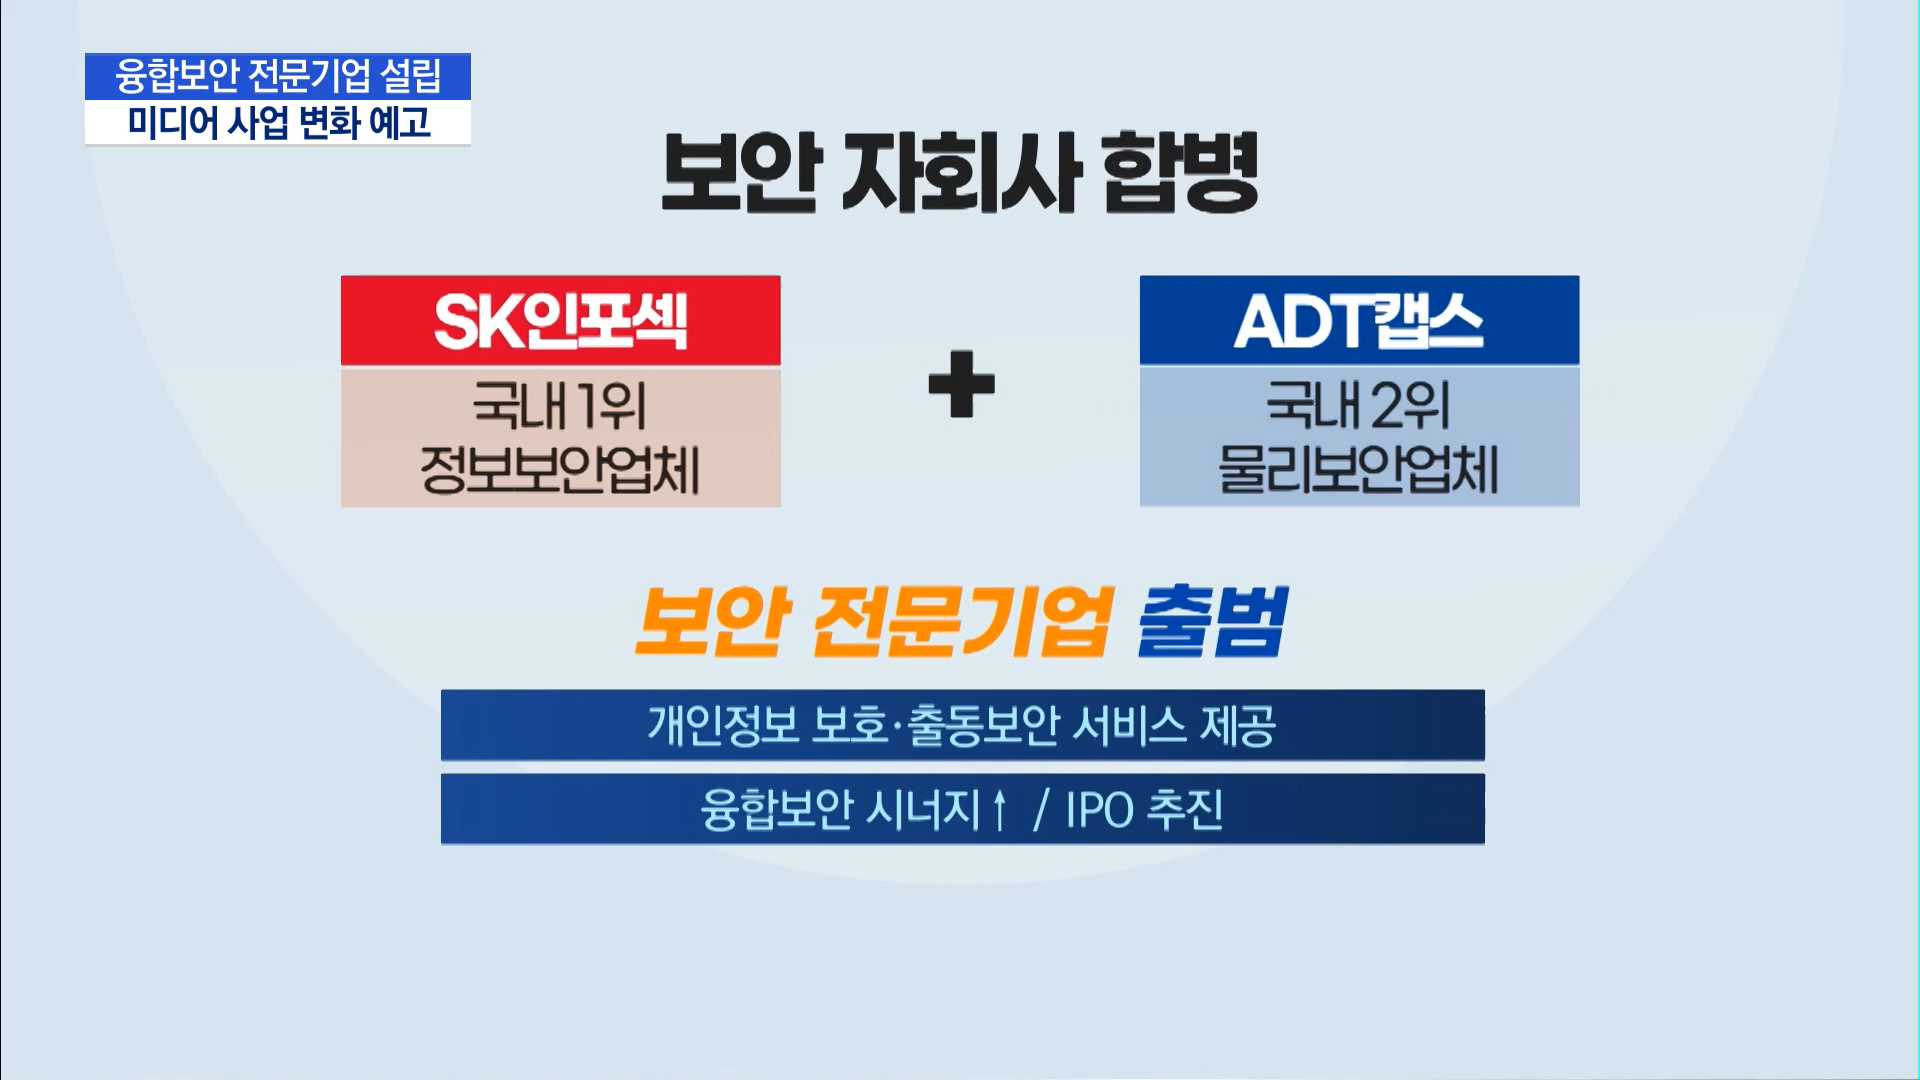 융합보안 전문기업 설립
미디어 사업 변화 예고
보안 자회사 합병
SK인포섹
국내 1위
정보보안업체
+
ADT캡스
국내 2위
물리보안업체
보안 전문기업 출범
개인정보 보호·출동보안 서비스 제공
융합보안 시너지↑ / IPO 추진